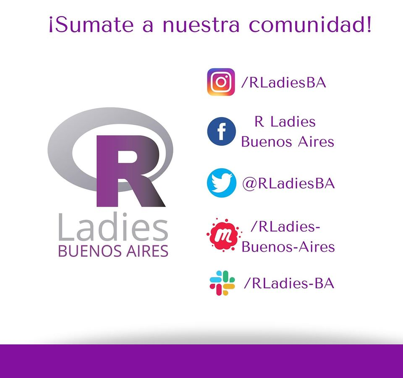 ¡Sumate a nuestra comunidad!
/RLadiesBA
R Ladies
Buenos Aires
@RLadiesBA
/RLadies-
Buenos-Aires
/RLadies-BA
R
Ladies
BUENOS AIRES